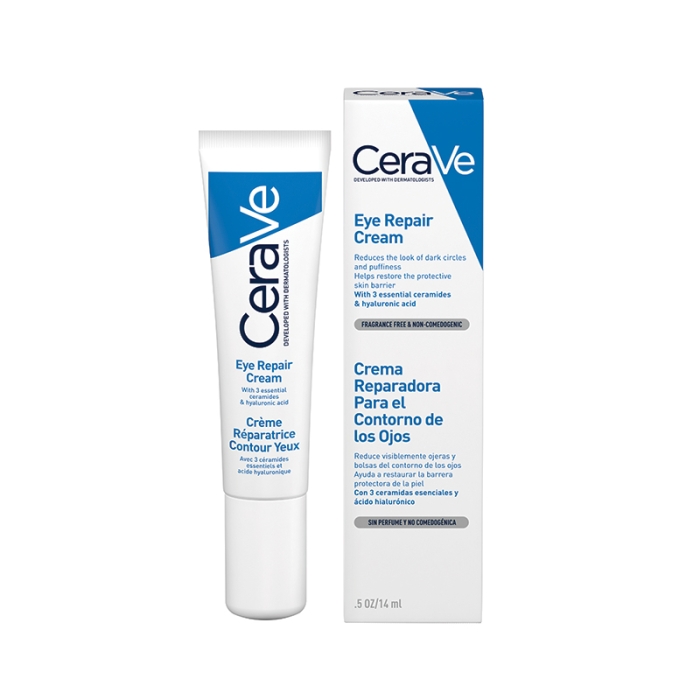 CeraVe
DEVELOPED WITH DERMATOLOGISTS
Eye Repair
Cream
With 3 essential
ceramides
& hyaluronic acid
Crème
Réparatrice
Contour Yeux
Avec 3 céramides
essentiels et
acide hyaluronique
CeraVe
CeraVe
DEVELOPED WITH DERMATOLOGISTS
Eye Repair
Cream
Reduces the look of dark circles
and puffiness
Helps restore the protective
skin barrier
With 3 essential ceramides
& hyaluronic acid
FRAGRANCE FREE & NON-COMEDOGENIC
Crema
Reparadora
Para el
Contorno de
los Ojos
Reduce visiblemente ojeras y
bolsas del contorno de los ojos
Ayuda a restaurar la barrera
protectora de la piel
Con 3 ceramidas esenciales y
ácido hialurónico
SIN PERFUME Y NO COMEDOGÉNICA
.5 OZ/14 ml